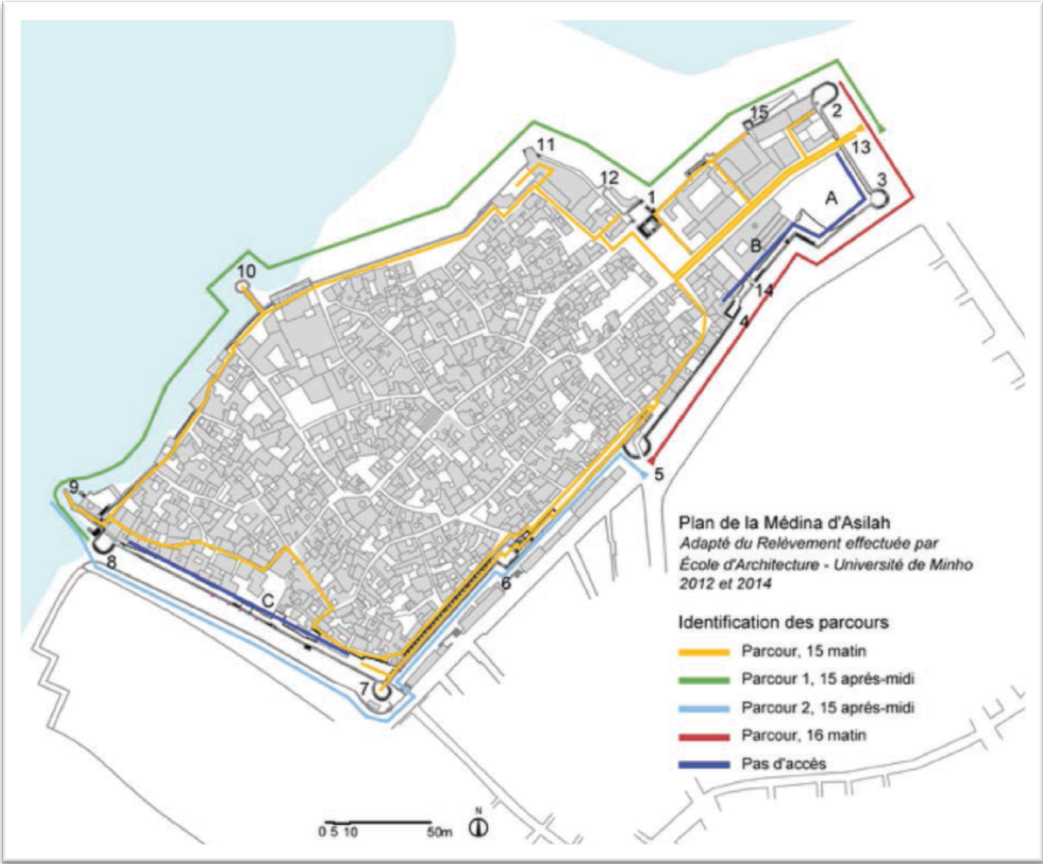 15
2
11
13
12
3
1
A
B
10
14
4
9
5
8
6
C
7
Plan de la Médina d'Asilah
Adapté du Relèvement effectuée par
École d'Architecture - Université de Minho
2012 et 2014
Identification des parcours
Parcour, 15 matin
Parcour 1, 15 aprés-midi
Parcour 2, 15 aprés-midi
Parcour, 16 matin
Pas d'accès
0 5 10 50m
N